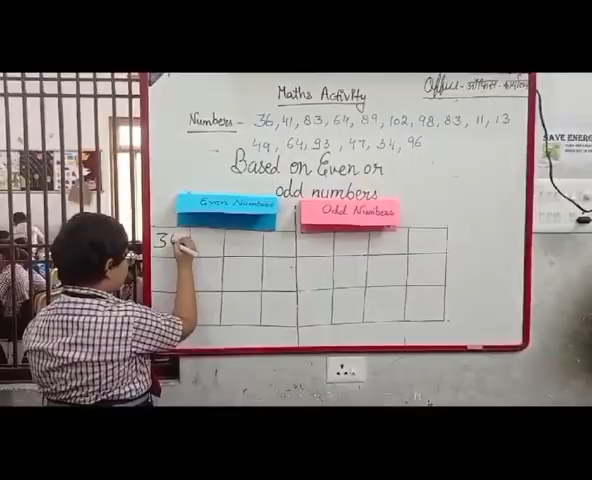 Office - ऑफिस - कार्यालय
Maths Activity
Numbers - 36, 41, 83, 64, 89, 102, 98, 83, 11, 13
49, 64, 93, 47, 34, 96
Based on Even or
odd numbers
SAVE ENERG
Even Numbers
Odd Numbers
36